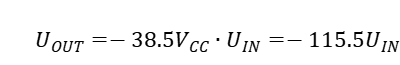 U_OUT =− 38.5V_CC · U_IN =− 115.5U_IN